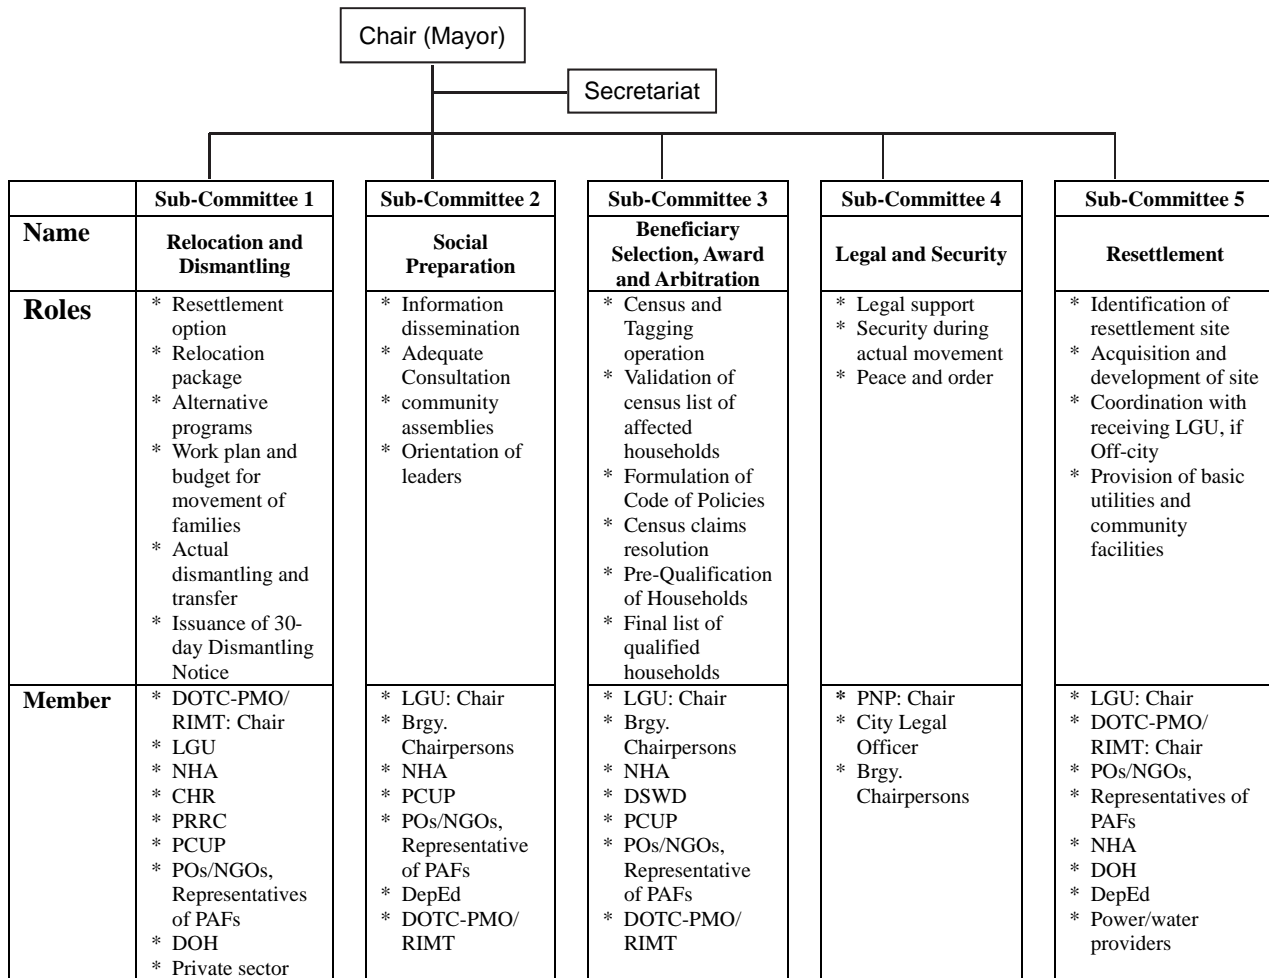 Chair (Mayor)
Secretariat
Sub-Committee 1
Sub-Committee 2
Sub-Committee 3
Sub-Committee 4
Sub-Committee 5
Name
Relocation and
Dismantling
Social
Preparation
Beneficiary
Selection, Award
and Arbitration
Legal and Security
Resettlement
Roles
* Resettlement
option
* Relocation
package
* Alternative
programs
* Work plan and
budget for
movement of
families
* Actual
dismantling and
transfer
* Issuance of 30-
day Dismantling
Notice
* Information
dissemination
* Adequate
Consultation
* community
assemblies
* Orientation of
leaders
* Census and
Tagging
operation
* Validation of
census list of
affected
households
* Formulation of
Code of Policies
* Census claims
resolution
* Pre-Qualification
of Households
* Final list of
qualified
households
* Legal support
* Security during
actual movement
* Peace and order
* Identification of
resettlement site
* Acquisition and
development of site
* Coordination with
receiving LGU, if
Off-city
* Provision of basic
utilities and
community
facilities
Member
* DOTC-PMO/
RIMT: Chair
* LGU
* NHA
* CHR
* PRRC
* PCUP
* POs/NGOs,
Representatives
of PAFs
* DOH
* Private sector
* LGU: Chair
* Brgy.
Chairpersons
* NHA
* PCUP
* POs/NGOs,
Representative
of PAFs
* DepEd
* DOTC-PMO/
RIMT
* LGU: Chair
* Brgy.
Chairpersons
* NHA
* DSWD
* PCUP
* POs/NGOs,
Representative
of PAFs
* DOTC-PMO/
RIMT
* PNP: Chair
* City Legal
Officer
* Brgy.
Chairpersons
* LGU: Chair
* DOTC-PMO/
RIMT: Chair
* POs/NGOs,
* Representatives of
PAFs
* NHA
* DOH
* DepEd
* Power/water
providers